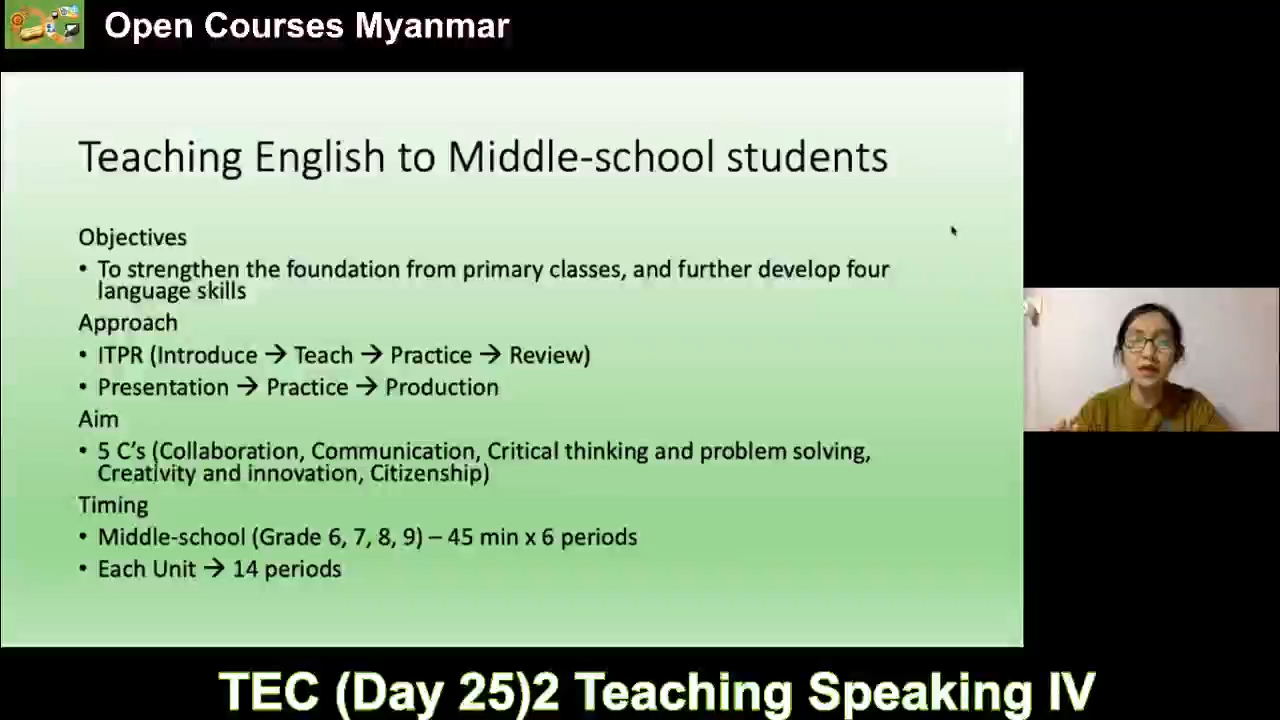 Open Courses Myanmar
Teaching English to Middle-school students
Objectives
• To strengthen the foundation from primary classes, and further develop four
language skills
Approach
• ITPR (Introduce → Teach → Practice → Review)
• Presentation → Practice → Production
Aim
• 5 C's (Collaboration, Communication, Critical thinking and problem solving,
Creativity and innovation, Citizenship)
Timing
• Middle-school (Grade 6, 7, 8, 9) – 45 min x 6 periods
• Each Unit → 14 periods
TEC (Day 25)2 Teaching Speaking IV